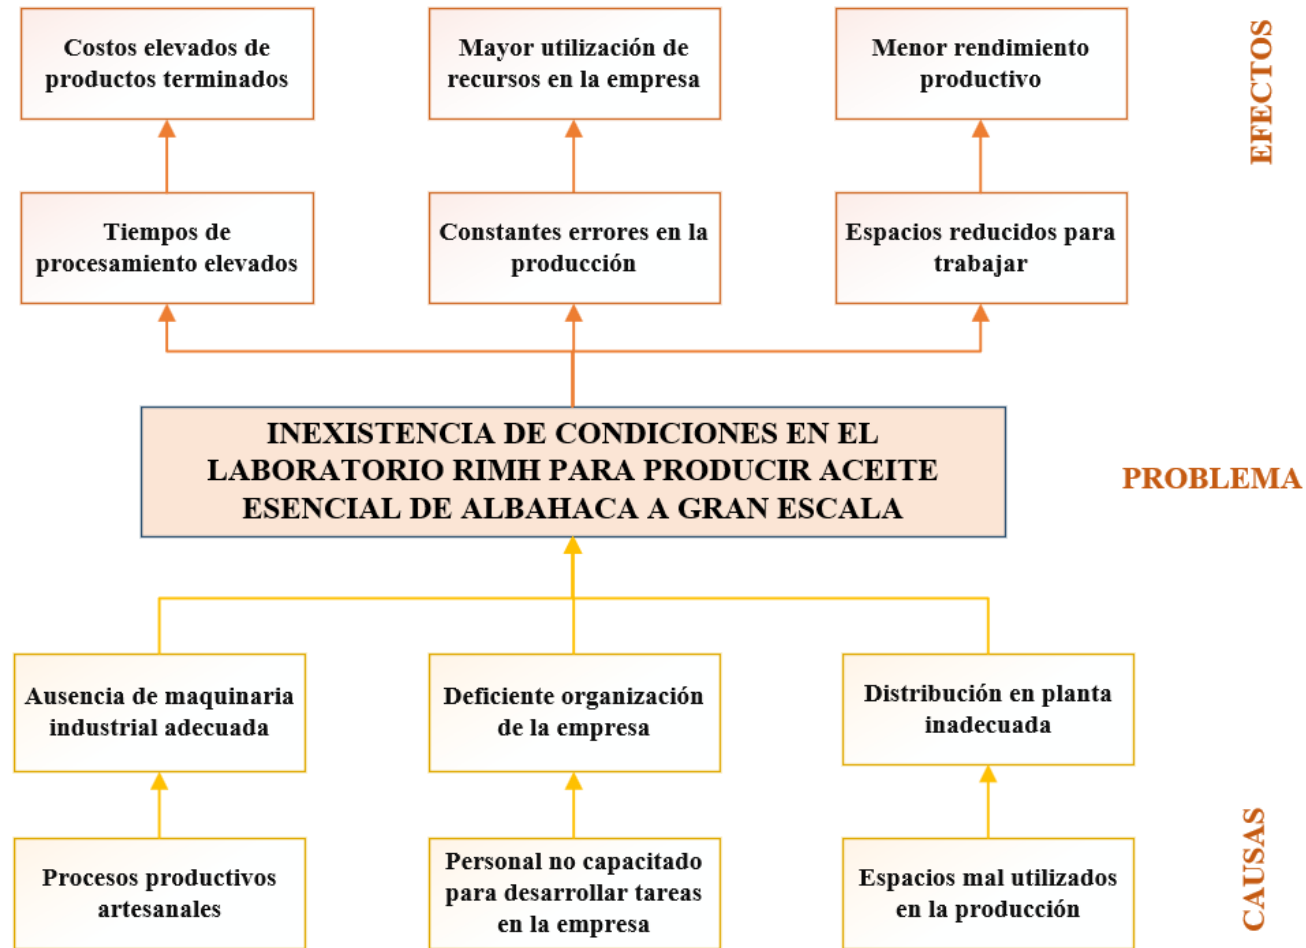 Costos elevados de
productos terminados
Mayor utilización de
recursos en la empresa
Menor rendimiento
productivo
EFECTOS
Tiempos de
procesamiento elevados
Constantes errores en la
producción
Espacios reducidos para
trabajar
INEXISTENCIA DE CONDICIONES EN EL
LABORATORIO RIMH PARA PRODUCIR ACEITE
ESENCIAL DE ALBAHACA A GRAN ESCALA
PROBLEMA
Ausencia de maquinaria
industrial adecuada
Deficiente organización
de la empresa
Distribución en planta
inadecuada
Procesos productivos
artesanales
Personal no capacitado
para desarrollar tareas
en la empresa
Espacios mal utilizados
en la producción
CAUSAS